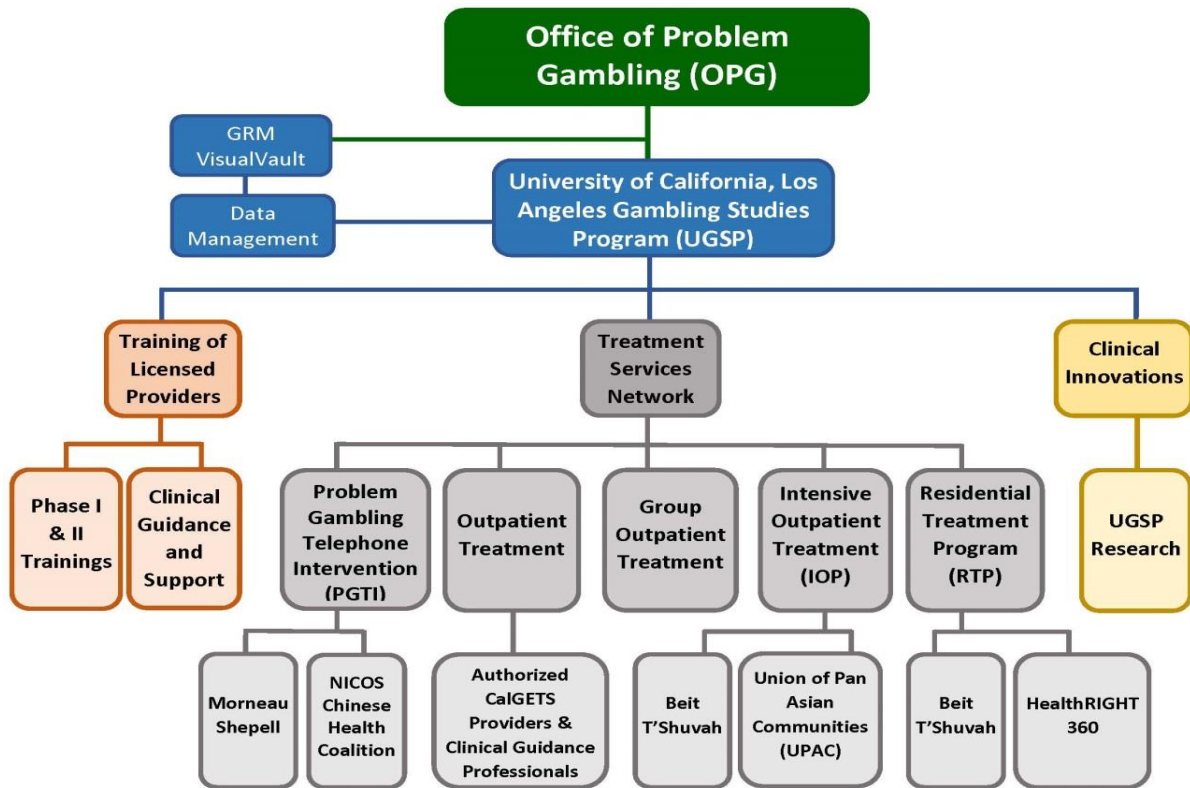 Office of Problem
Gambling (OPG)
GRM
VisualVault
Data
Management
University of California, Los
Angeles Gambling Studies
Program (UGSP)
Training of
Licensed
Providers
Treatment
Services
Network
Clinical
Innovations
Phase I
& II
Trainings
Clinical
Guidance
and
Support
Problem
Gambling
Telephone
Intervention
(PGTI)
Outpatient
Treatment
Group
Outpatient
Treatment
Intensive
Outpatient
Treatment
(IOP)
Residential
Treatment
Program
(RTP)
UGSP
Research
Morneau
Shepell
NICOS
Chinese
Health
Coalition
Authorized
CalGETS
Providers &
Clinical Guidance
Professionals
Beit
T’Shuvah
Union of Pan
Asian
Communities
(UPAC)
Beit
T’Shuvah
HealthRIGHT
360